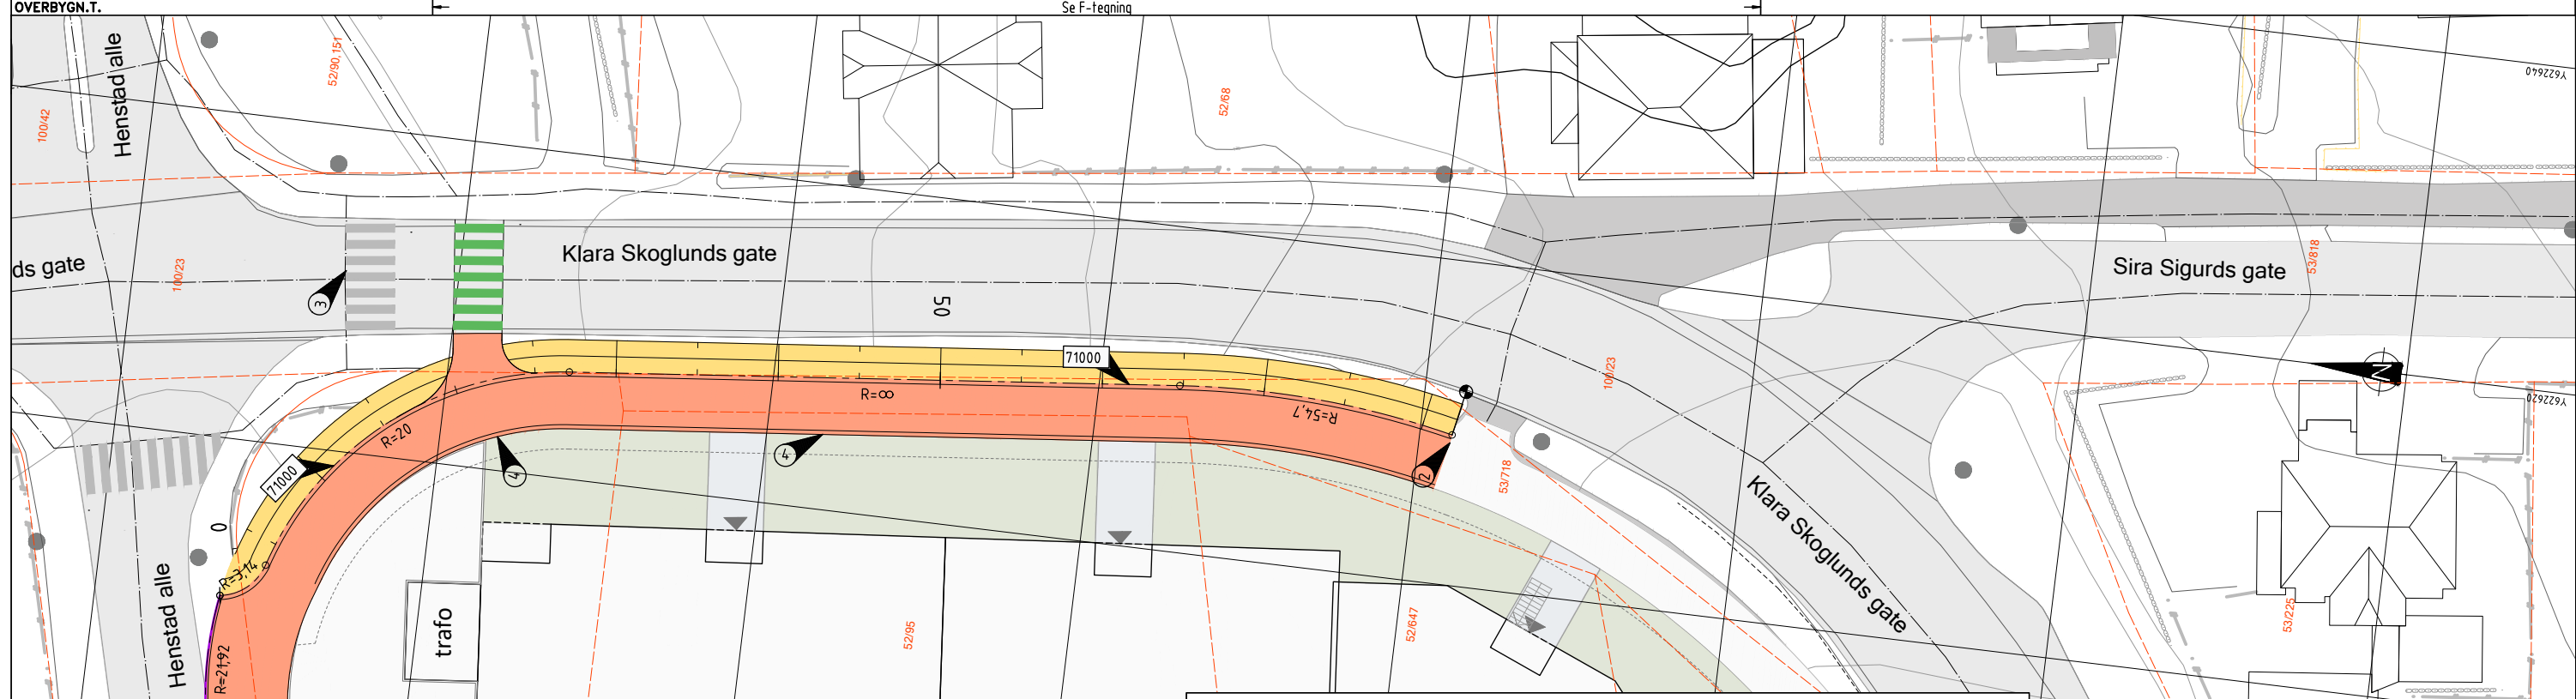 OVERBYGN.T.
Se F-tegning
Henstad alle
100/42
52/90,151
52/68
Y622640
ds gate
100/23
3
Klara Skoglunds gate
50
Sira Sigurds gate
53/818
71000
R=∞
R=54,7
100/23
N
Y622620
R=20
71000
4
4
12
53/718
Klara Skoglunds gate
0
R=3,14
Henstad alle
R=21,92
trafo
52/95
52/647
53/225